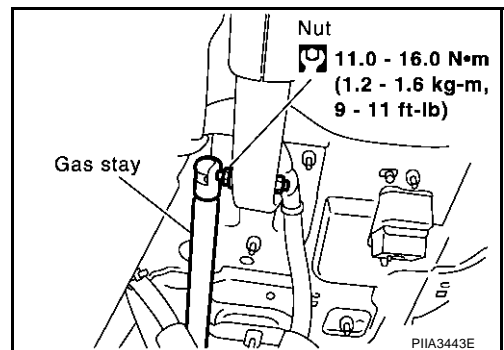 Nut
11.0 - 16.0 N•m
(1.2 - 1.6 kg-m,
9 - 11 ft-lb)
Gas stay
PIIA3443E